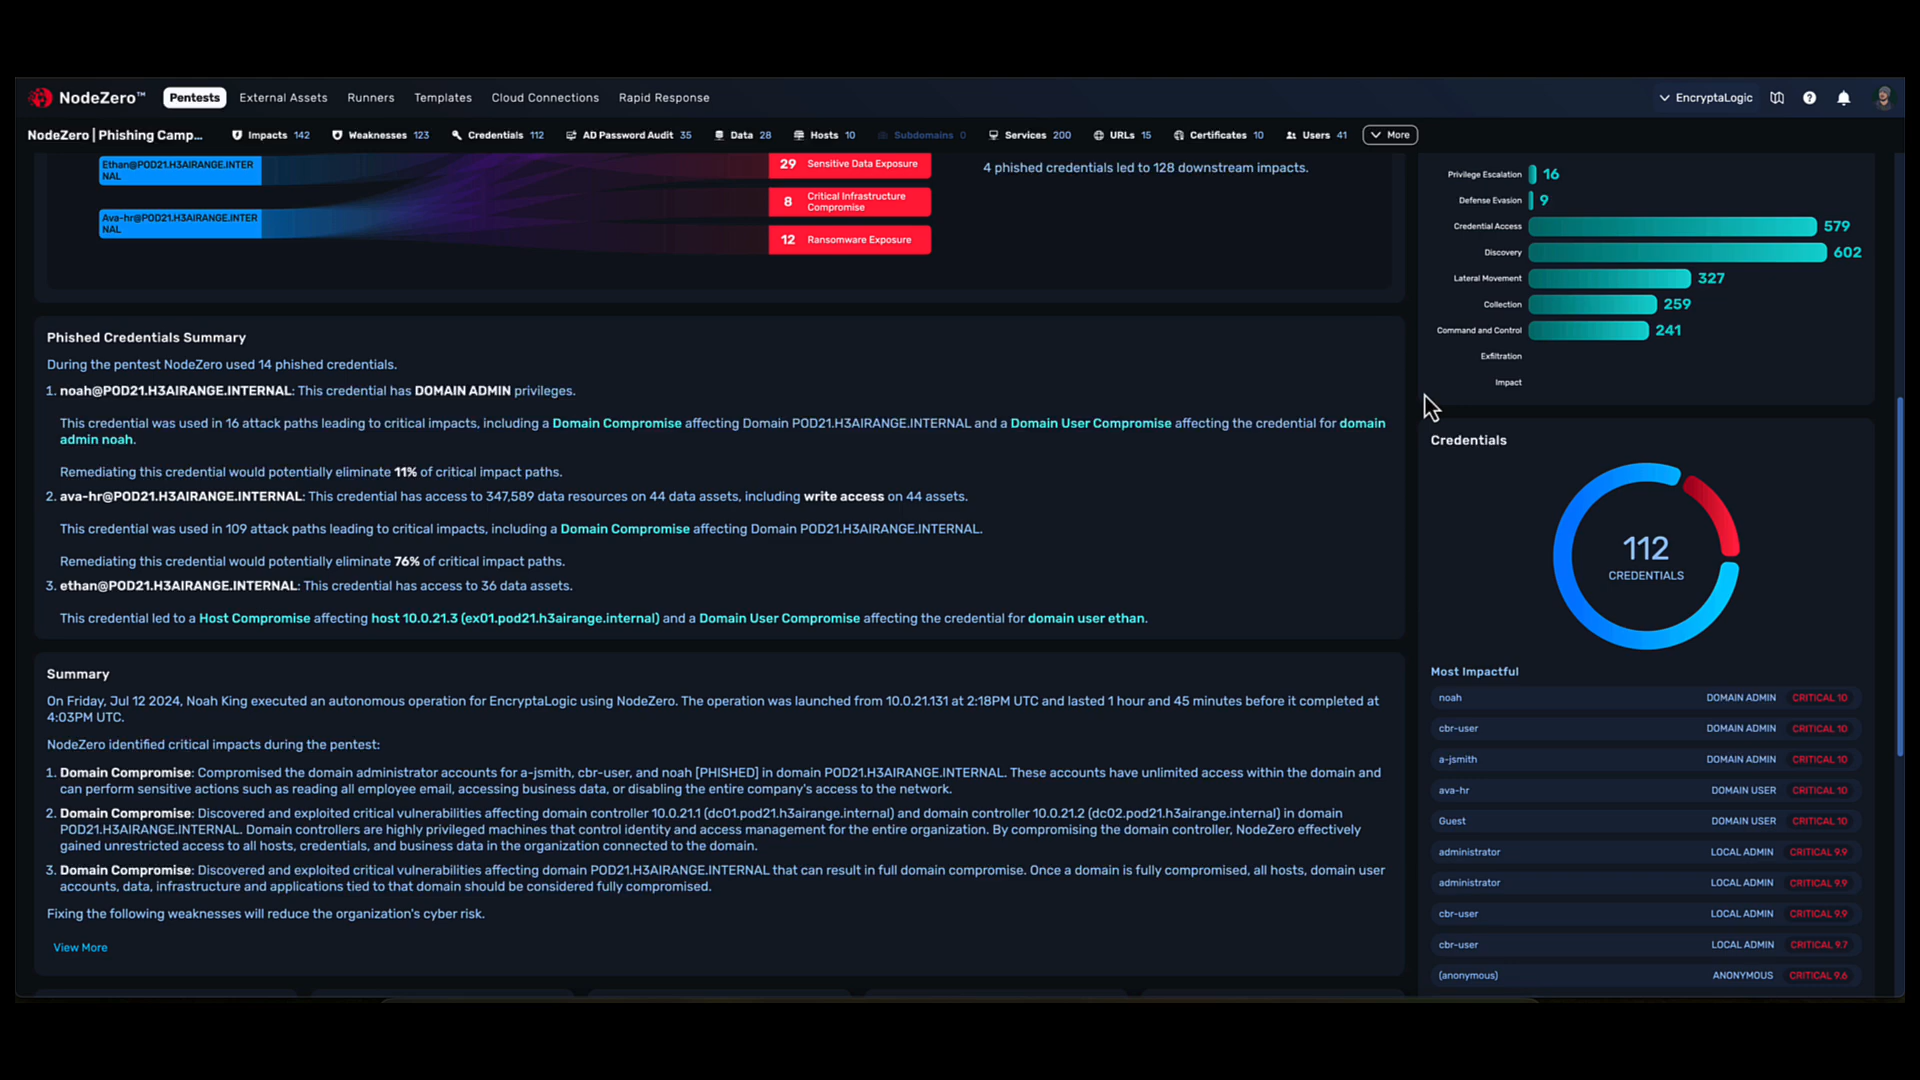 NodeZero™
Pentests
External Assets
Runners
Templates
Cloud Connections
Rapid Response
EncryptaLogic
NodeZero | Phishing Camp...
Impacts 142
Weaknesses 123
Credentials 112
AD Password Audit 35
Data 28
Hosts 10
Subdomains 0
Services 200
URLs 15
Certificates 10
Users 41
More
Ethan@POD21.H3AIRANGE.INTER
NAL
Ava-hr@POD21.H3AIRANGE.INTER
NAL
29 Sensitive Data Exposure
8 Critical Infrastructure
Compromise
12 Ransomware Exposure
4 phished credentials led to 128 downstream impacts.
Privilege Escalation 16
Defense Evasion 9
Credential Access 579
Discovery 602
Lateral Movement 327
Collection 259
Command and Control 241
Exfiltration
Impact
Phished Credentials Summary
During the pentest NodeZero used 14 phished credentials.
1. noah@POD21.H3AIRANGE.INTERNAL: This credential has DOMAIN ADMIN privileges.
This credential was used in 16 attack paths leading to critical impacts, including a Domain Compromise affecting Domain POD21.H3AIRANGE.INTERNAL and a Domain User Compromise affecting the credential for domain
admin noah.
Remediating this credential would potentially eliminate 11% of critical impact paths.
2. ava-hr@POD21.H3AIRANGE.INTERNAL: This credential has access to 347,589 data resources on 44 data assets, including write access on 44 assets.
This credential was used in 109 attack paths leading to critical impacts, including a Domain Compromise affecting Domain POD21.H3AIRANGE.INTERNAL.
Remediating this credential would potentially eliminate 76% of critical impact paths.
3. ethan@POD21.H3AIRANGE.INTERNAL: This credential has access to 36 data assets.
This credential led to a Host Compromise affecting host 10.0.21.3 (ex01.pod21.h3airange.internal) and a Domain User Compromise affecting the credential for domain user ethan.
Summary
On Friday, Jul 12 2024, Noah King executed an autonomous operation for EncryptaLogic using NodeZero. The operation was launched from 10.0.21.131 at 2:18PM UTC and lasted 1 hour and 45 minutes before it completed at
4:03PM UTC.
NodeZero identified critical impacts during the pentest:
1. Domain Compromise: Compromised the domain administrator accounts for a-jsmith, cbr-user, and noah [PHISHED] in domain POD21.H3AIRANGE.INTERNAL. These accounts have unlimited access within the domain and
can perform sensitive actions such as reading all employee email, accessing business data, or disabling the entire company's access to the network.
2. Domain Compromise: Discovered and exploited critical vulnerabilities affecting domain controller 10.0.21.1 (dc01.pod21.h3airange.internal) and domain controller 10.0.21.2 (dc02.pod21.h3airange.internal) in domain
POD21.H3AIRANGE.INTERNAL. Domain controllers are highly privileged machines that control identity and access management for the entire organization. By compromising the domain controller, NodeZero effectively
gained unrestricted access to all hosts, credentials, and business data in the organization connected to the domain.
3. Domain Compromise: Discovered and exploited critical vulnerabilities affecting domain POD21.H3AIRANGE.INTERNAL that can result in full domain compromise. Once a domain is fully compromised, all hosts, domain user
accounts, data, infrastructure and applications tied to that domain should be considered fully compromised.
Fixing the following weaknesses will reduce the organization's cyber risk.
View More
Credentials
112
CREDENTIALS
Most Impactful
noah DOMAIN ADMIN CRITICAL 10
cbr-user DOMAIN ADMIN CRITICAL 10
a-jsmith DOMAIN ADMIN CRITICAL 10
ava-hr DOMAIN USER CRITICAL 10
Guest DOMAIN USER CRITICAL 10
administrator LOCAL ADMIN CRITICAL 9.9
administrator LOCAL ADMIN CRITICAL 9.9
cbr-user LOCAL ADMIN CRITICAL 9.9
cbr-user LOCAL ADMIN CRITICAL 9.7
(anonymous) ANONYMOUS CRITICAL 9.6